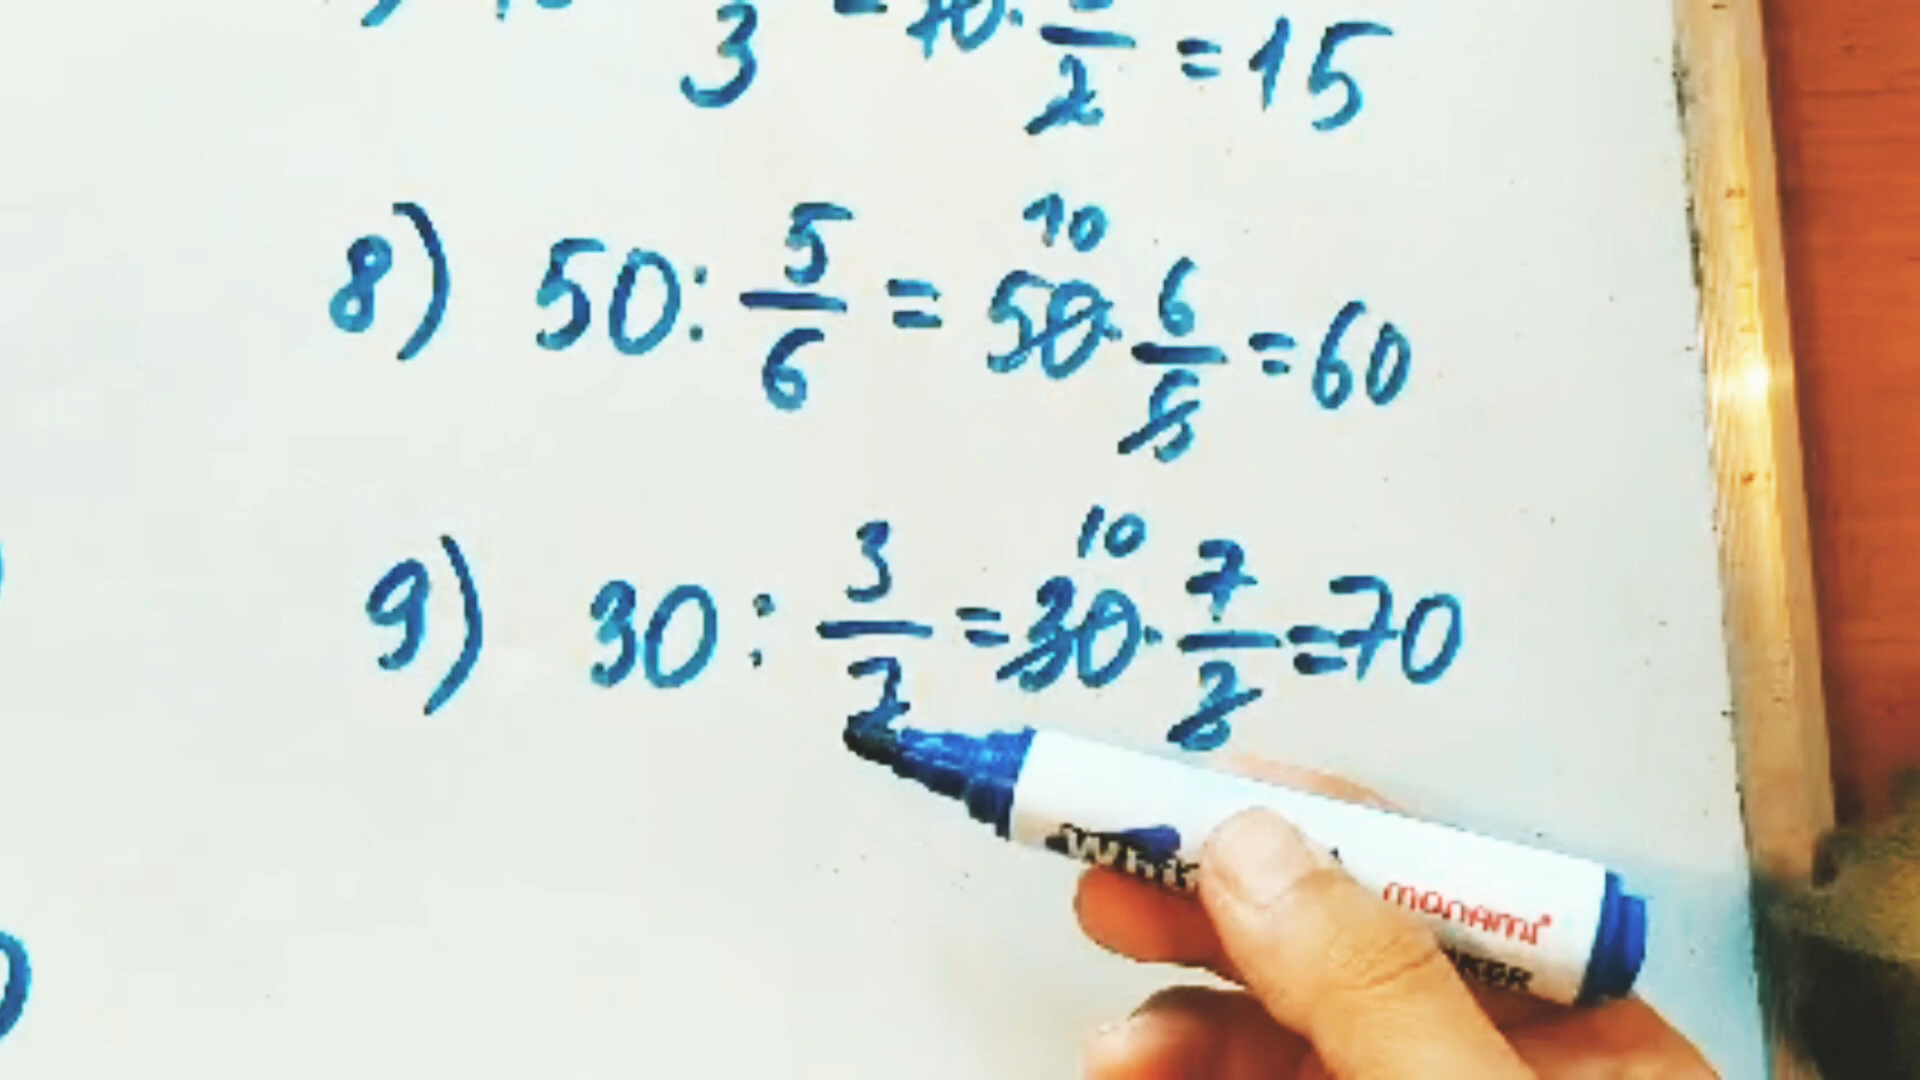 3 = 10 · 3/2 = 15
8) 50 : 5/6 = 50 · 6/5 = 60
10
9) 30 : 3/7 = 30 · 7/3 = 70
10
monami